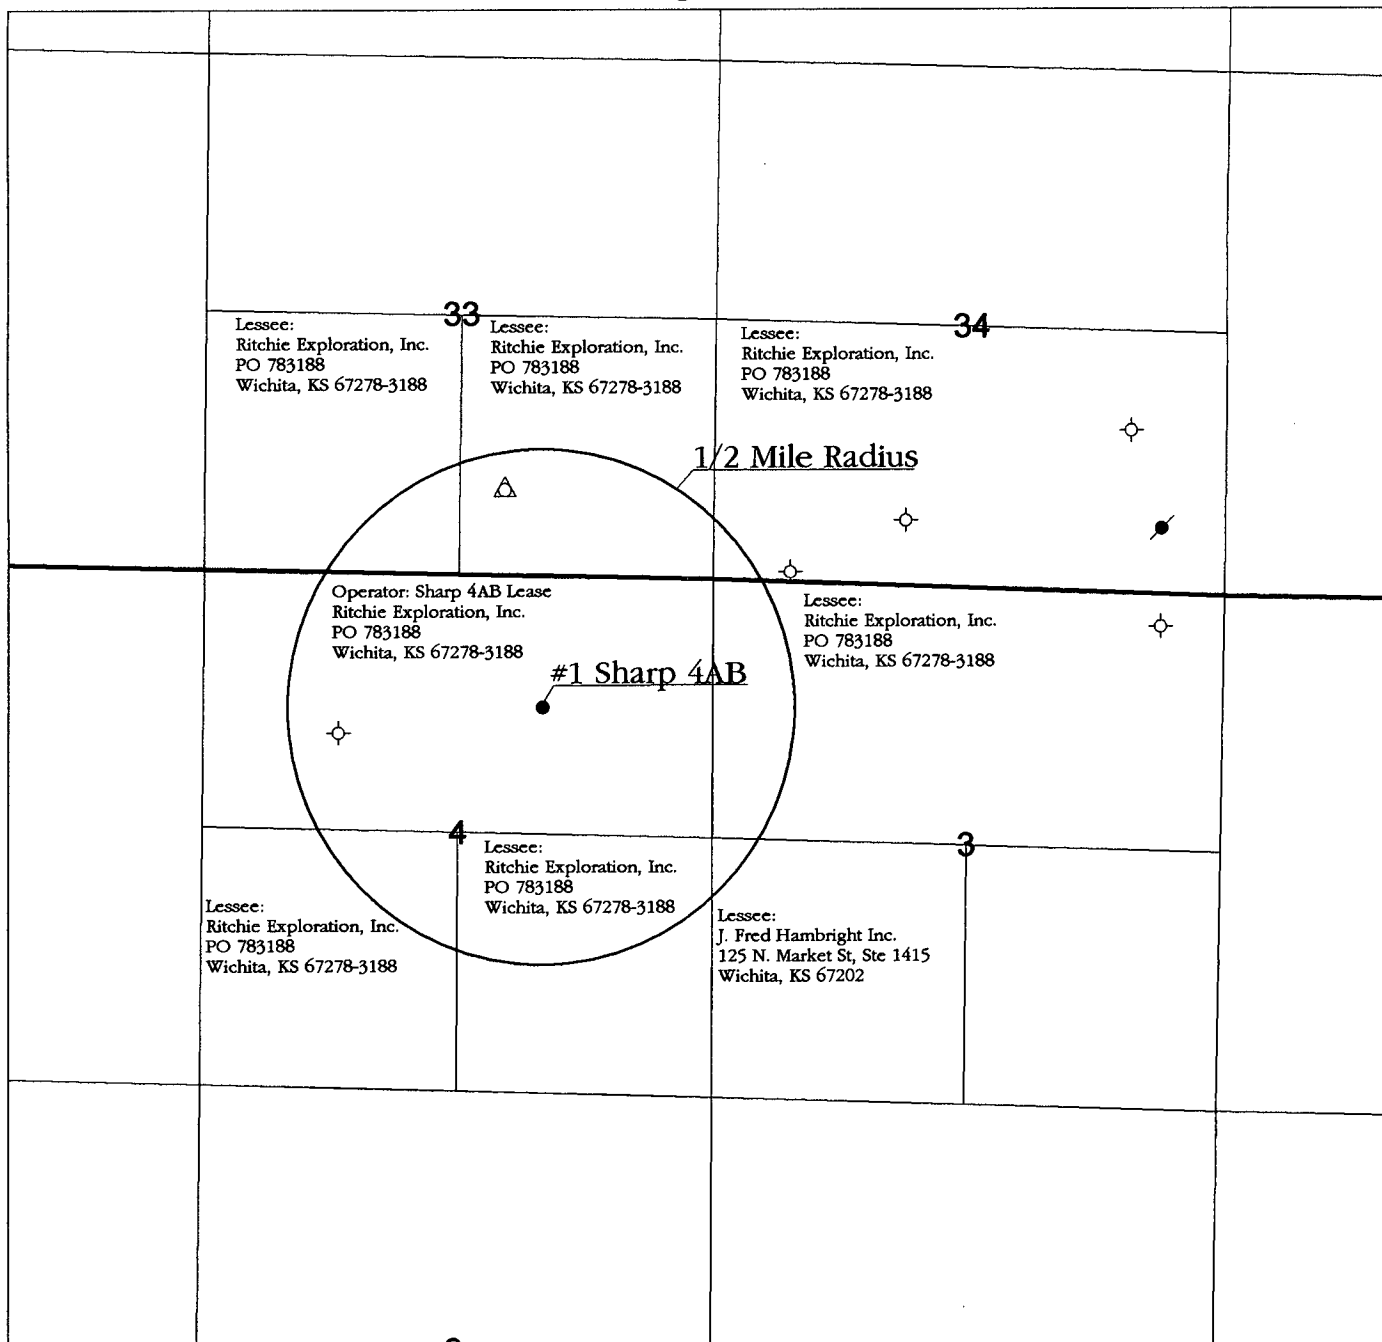 33
34
Lessee:
Ritchie Exploration, Inc.
PO 783188
Wichita, KS 67278-3188
Lessee:
Ritchie Exploration, Inc.
PO 783188
Wichita, KS 67278-3188
Lessee:
Ritchie Exploration, Inc.
PO 783188
Wichita, KS 67278-3188
1/2 Mile Radius
Operator: Sharp 4AB Lease
Ritchie Exploration, Inc.
PO 783188
Wichita, KS 67278-3188
Lessee:
Ritchie Exploration, Inc.
PO 783188
Wichita, KS 67278-3188
#1 Sharp 4AB
4
3
Lessee:
Ritchie Exploration, Inc.
PO 783188
Wichita, KS 67278-3188
Lessee:
Ritchie Exploration, Inc.
PO 783188
Wichita, KS 67278-3188
Lessee:
J. Fred Hambright Inc.
125 N. Market St, Ste 1415
Wichita, KS 67202